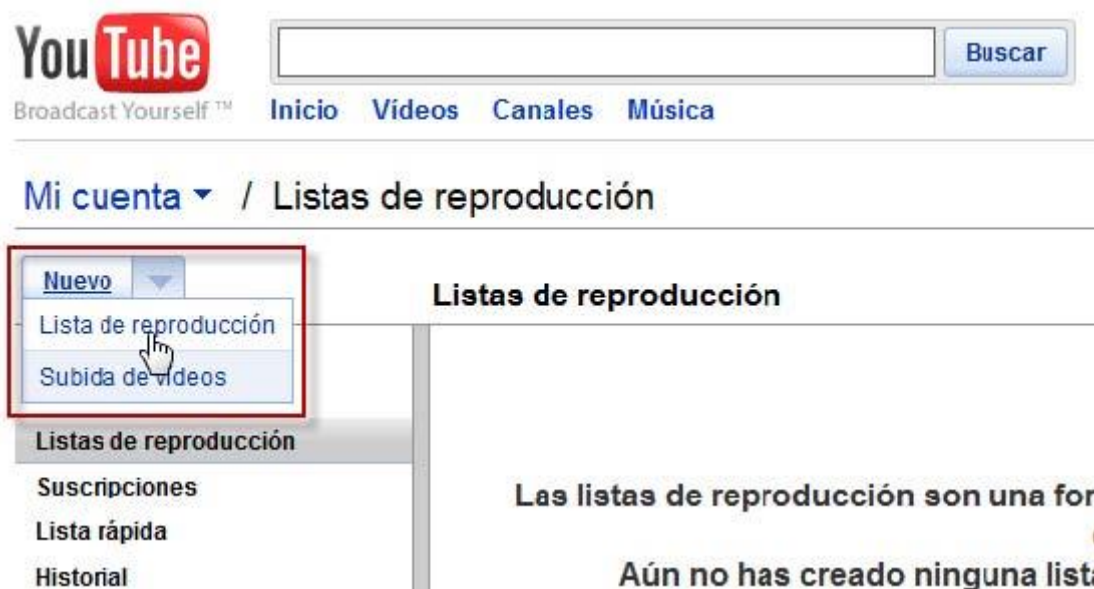 You Tube
Broadcast Yourself ™
Buscar
Inicio Vídeos Canales Música
Mi cuenta / Listas de reproducción
Nuevo
Lista de reproducción
Subida de vídeos
Listas de reproducción
Listas de reproducción
Suscripciones
Lista rápida
Historial
Las listas de reproducción son una for
Aún no has creado ninguna lista